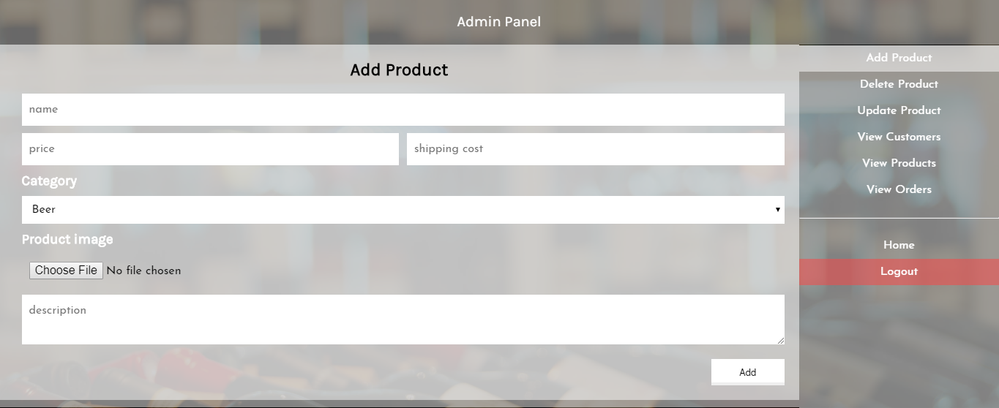 Admin Panel
Add Product
name
price
shipping cost
Category
Beer
Product image
Choose File No file chosen
description
Add
Add Product
Delete Product
Update Product
View Customers
View Products
View Orders
Home
Logout